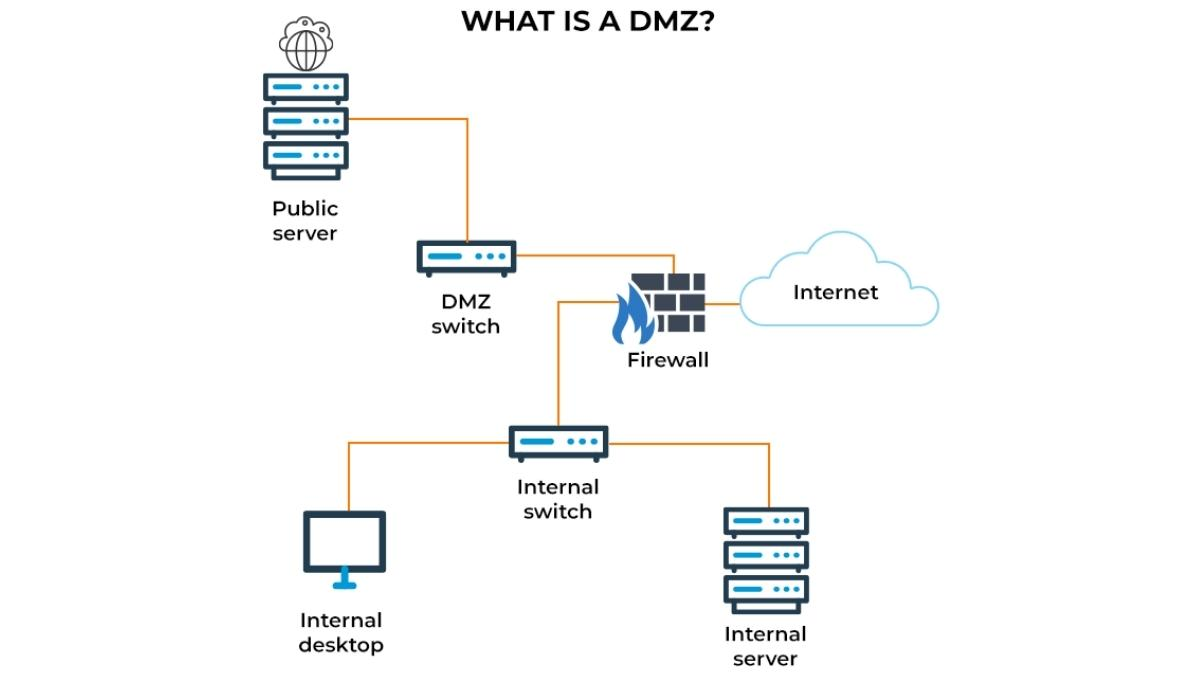 WHAT IS A DMZ?
Public
server
DMZ
switch
Internet
Firewall
Internal
switch
Internal
desktop
Internal
server